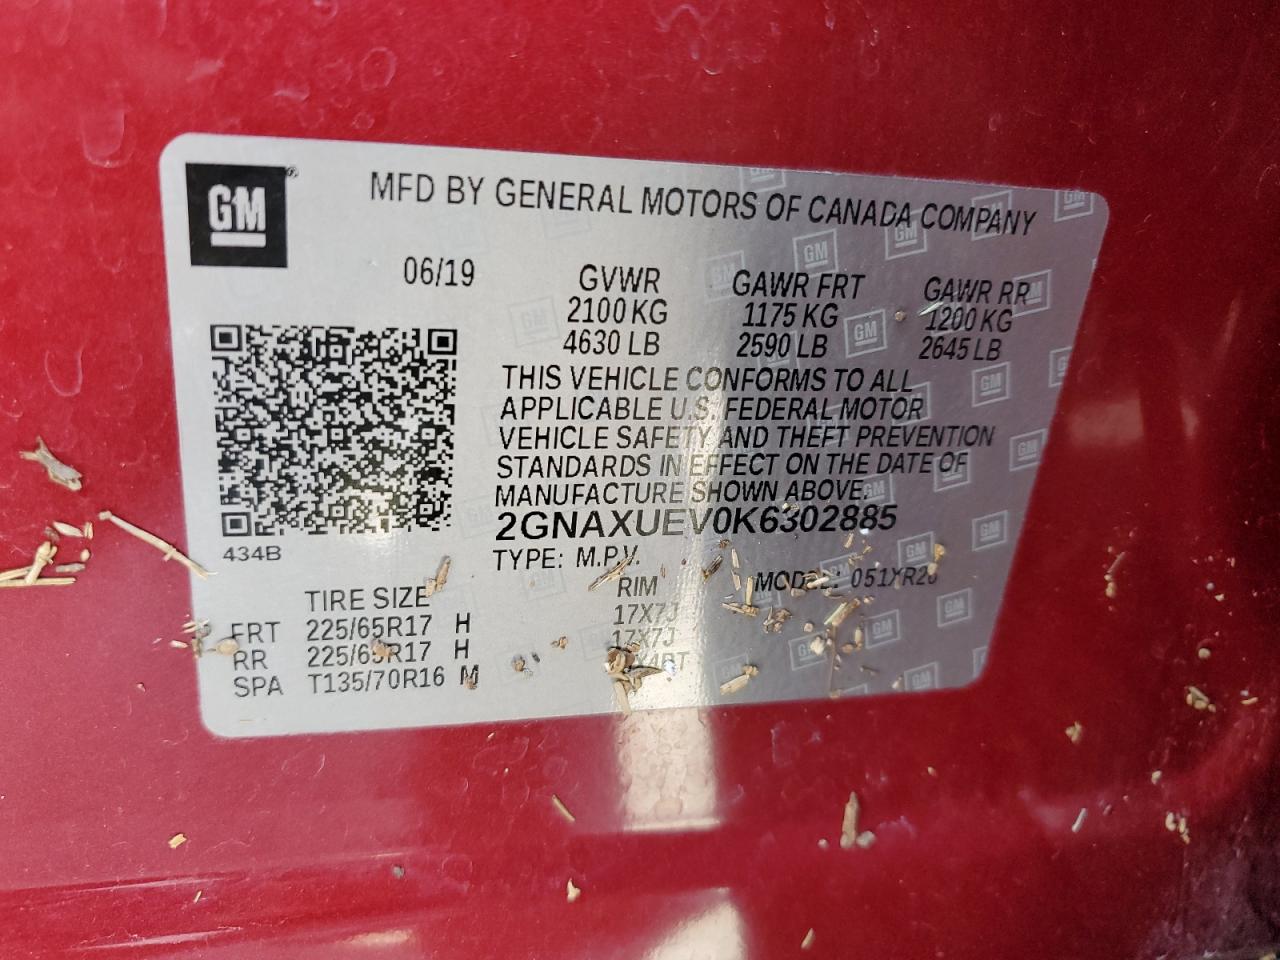 GM
MFD BY GENERAL MOTORS OF CANADA COMPANY
06/19 GVWR GAWR FRT GAWR RR
2100 KG 1175 KG 1200 KG
4630 LB 2590 LB 2645 LB
THIS VEHICLE CONFORMS TO ALL
APPLICABLE U.S. FEDERAL MOTOR
VEHICLE SAFETY AND THEFT PREVENTION
STANDARDS IN EFFECT ON THE DATE OF
MANUFACTURE SHOWN ABOVE.
2GNAXUEV0K6302885
434B
TYPE: M.P.V. MODEL:
TIRE SIZE RIM
FRT 225/65R17 H 17X7J
RR 225/65R17 H 17X7J
SPA T135/70R16 M